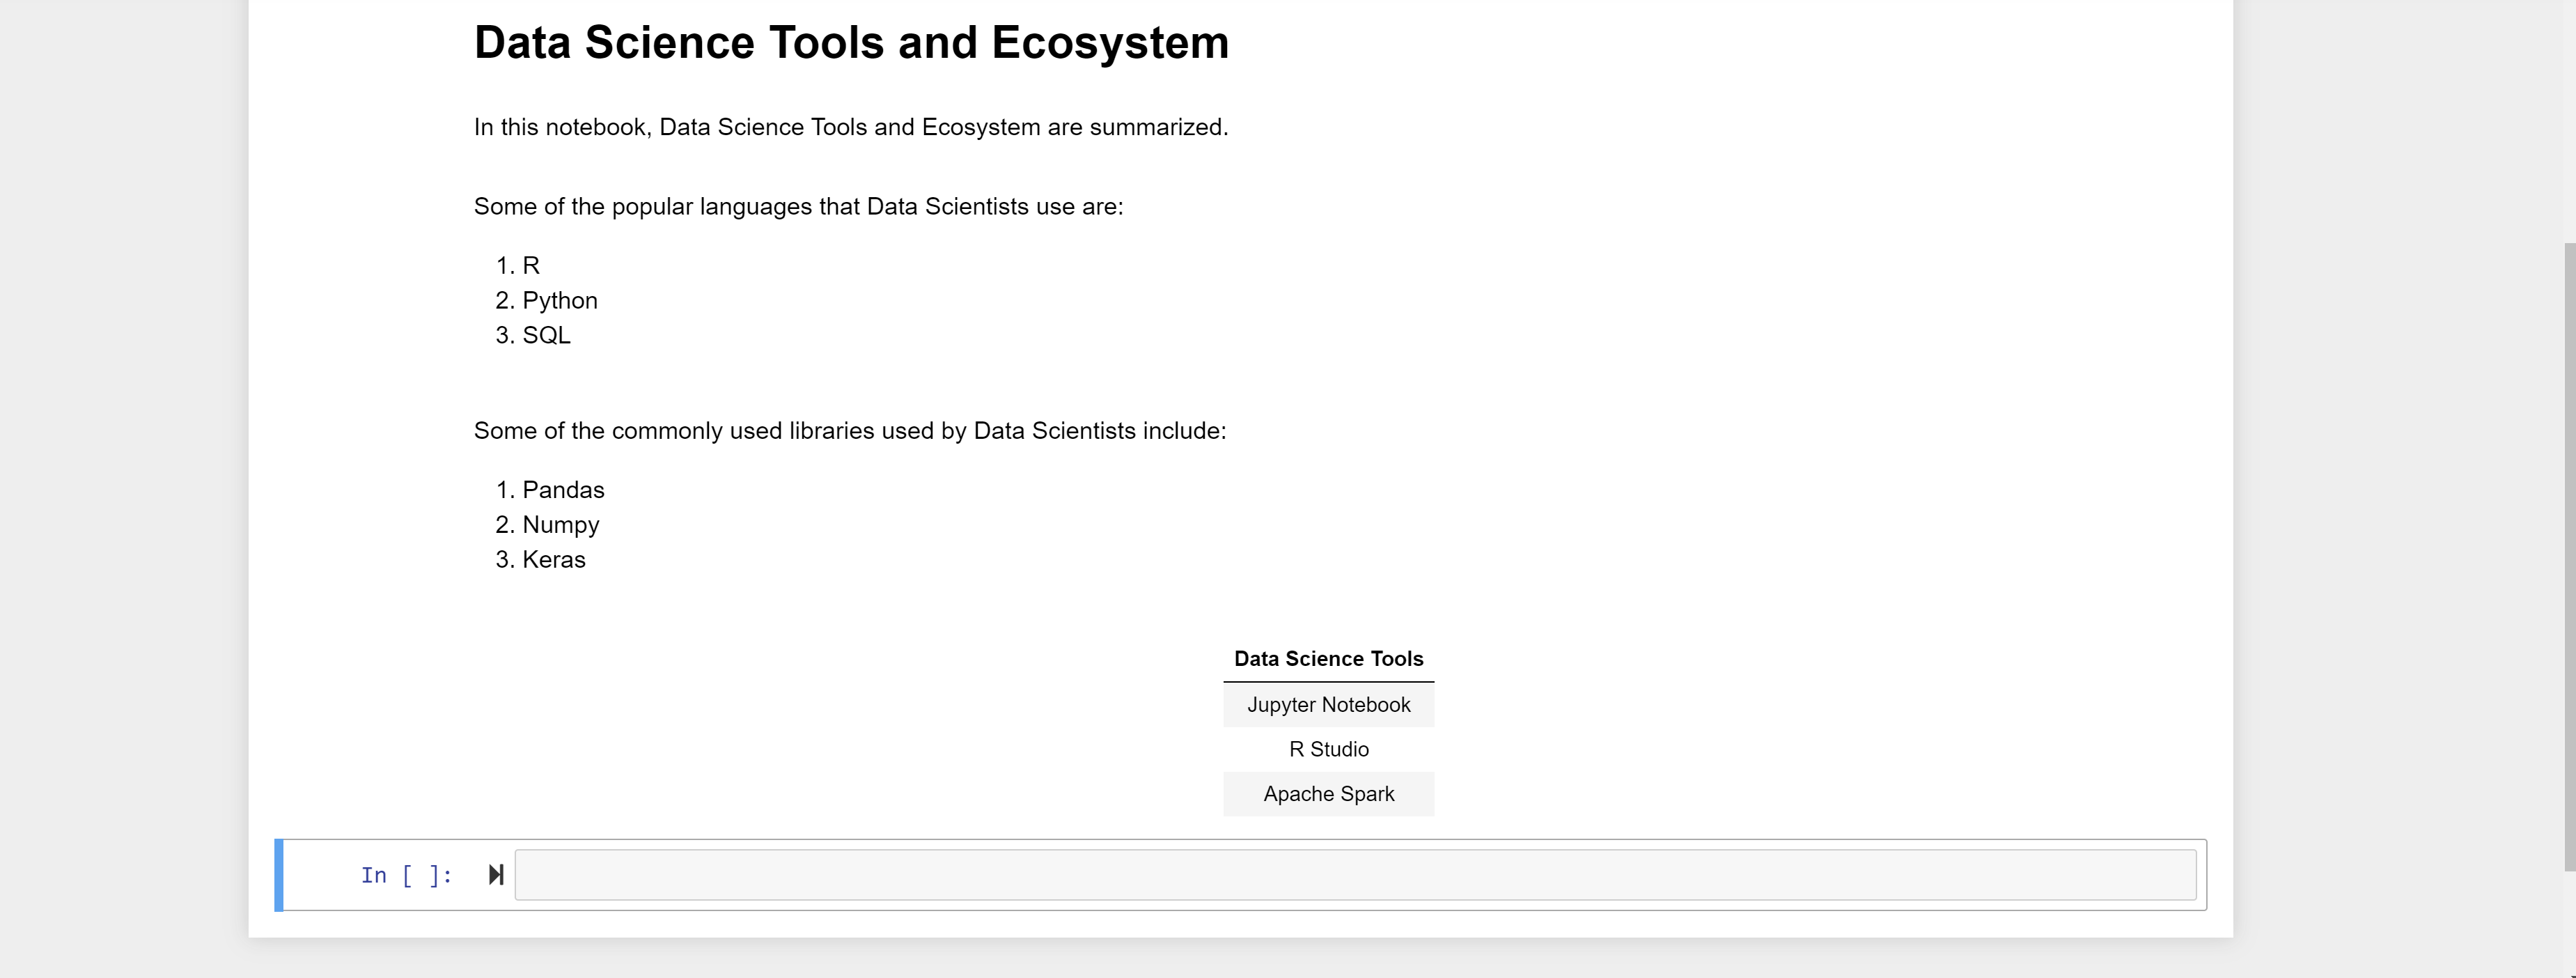 Data Science Tools and Ecosystem
In this notebook, Data Science Tools and Ecosystem are summarized.
Some of the popular languages that Data Scientists use are:
1. R
2. Python
3. SQL
Some of the commonly used libraries used by Data Scientists include:
1. Pandas
2. Numpy
3. Keras
Data Science Tools
Jupyter Notebook
R Studio
Apache Spark
In [ ]: